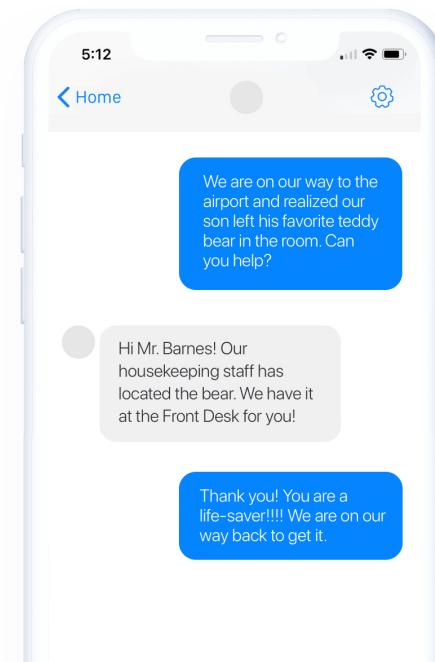 5:12
Home
We are on our way to the
airport and realized our
son left his favorite teddy
bear in the room. Can
you help?
Hi Mr. Barnes! Our
housekeeping staff has
located the bear. We have it
at the Front Desk for you!
Thank you! You are a
life-saver!!!! We are on our
way back to get it.